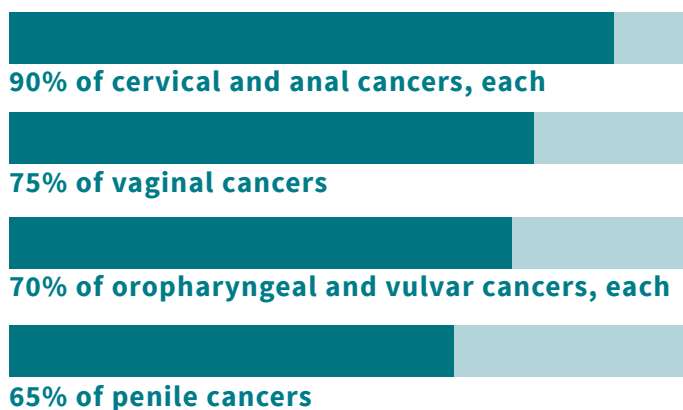 90% of cervical and anal cancers, each
75% of vaginal cancers
70% of oropharyngeal and vulvar cancers, each
65% of penile cancers